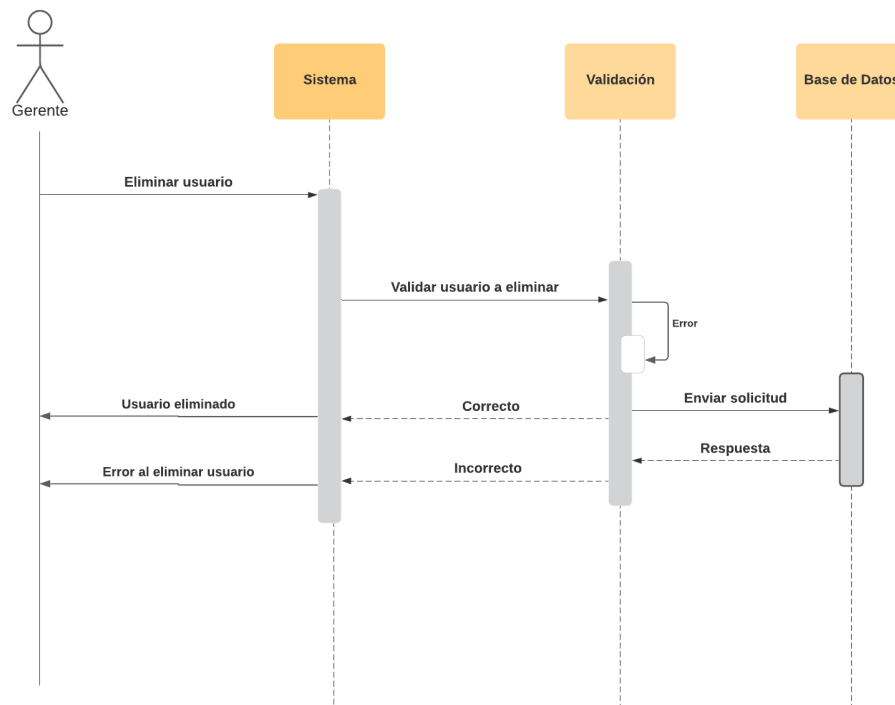 Gerente
Sistema
Validación
Base de Datos
Eliminar usuario
Validar usuario a eliminar
Error
Enviar solicitud
Usuario eliminado
Correcto
Respuesta
Error al eliminar usuario
Incorrecto